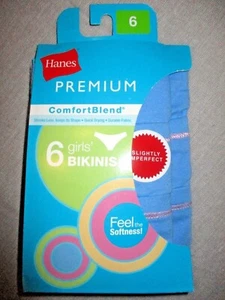 6
Hanes
PREMIUM
ComfortBlend®
6 girls'
BIKINIS
SLIGHTLY
IMPERFECT
Feel the
Softness!